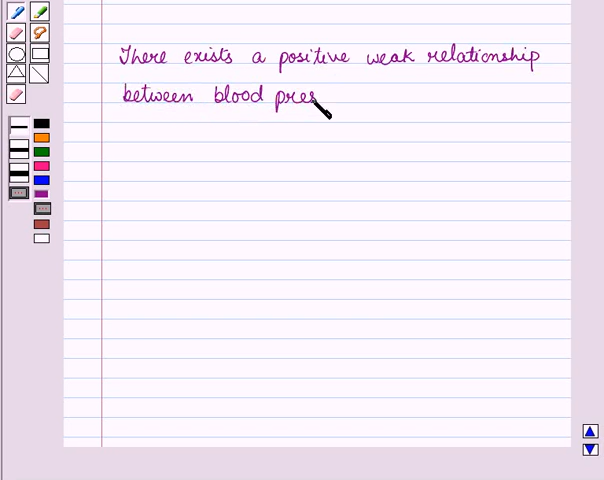 There exists a positive weak relationship
between blood pres